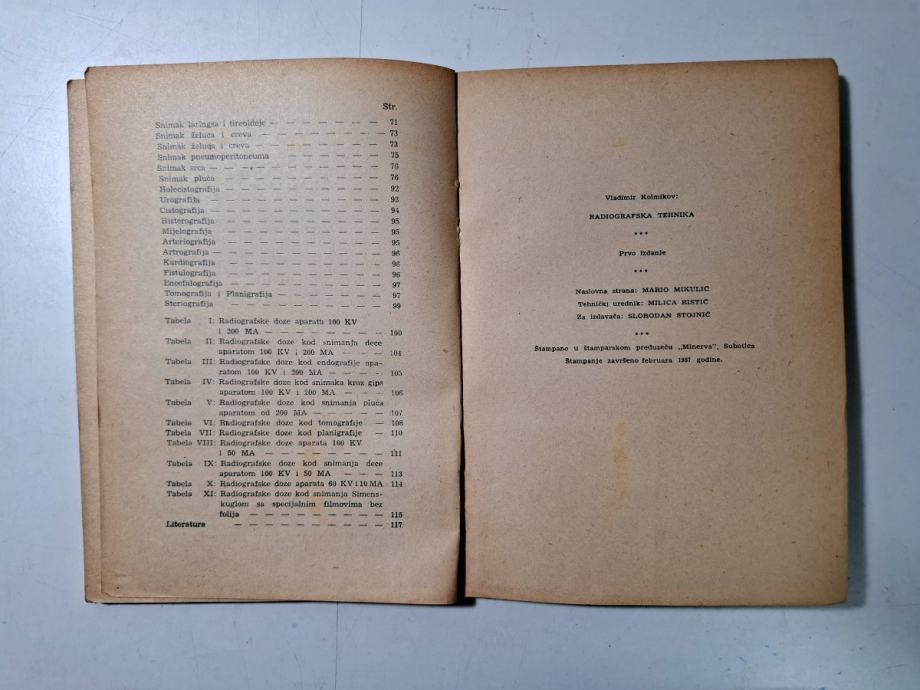 Str.
Snimak laringsa i tireoideje — — — — — — 71
Snimak želuca i creva — — — — — — 73
Snimak želuca i creva — — — — — — 73
Snimak pneumoperitoneuma — — — — — 75
Snimak srca — — — — — — — — 76
Snimak pluća — — — — — — — — 76
Holecistografija — — — — — — — — 92
Urografija — — — — — — — — 93
Cistografija — — — — — — — — 94
Histerografija — — — — — — — — 95
Mijelografija — — — — — — — — 95
Arteriografija — — — — — — — — 95
Artrografija — — — — — — — — 96
Kardiografija — — — — — — — — 96
Fistulografija — — — — — — — — 96
Encefalografija — — — — — — — — 97
Tomografija i Planigrafija — — — — — — 97
Steriografija — — — — — — — — 99
Tabela I: Radiografske doze aparata 100 KV
i 200 MA — — — — — — — 100
Tabela II: Radiografske doze kod snimanja dece
aparatom 100 KV i 200 MA — — — 104
Tabela III: Radiografske doze kod endografije apa-
ratom 100 KV i 200 MA — — — — 105
Tabela IV: Radiografske doze kod snimaka kroz gips
aparatom 100 KV i 200 MA — — — 106
Tabela V: Radiografske doze kod snimanja pluća
aparatom od 200 MA — — — — — 107
Tabela VI: Radiografske doze kod tomografije — 108
Tabela VII: Radiografske doze kod planigrafije — 110
Tabela VIII: Radiografske doze aparata 100 KV
i 50 MA — — — — — — — 111
Tabela IX: Radiografske doze kod snimanja dece
aparatom 100 KV i 50 MA — — — 113
Tabela X: Radiografske doze aparata 60 KV i 10 MA 114
Tabela XI: Radiografske doze kod snimanja Simens-
kuglom sa specijalnim filmovima bez
folija — — — — — — — 115
Literatura — — — — — — — — 117
Vladimir Kolmikov:
RADIOGRAFSKA TEHNIKA
***
Prvo izdanje
***
Naslovna strana: MARIO MIKULIĆ
Tehnički urednik: MILICA RISTIĆ
Za izdavača: SLOBODAN STOJNIĆ
***
Štampano u štamparskom preduzeću „Minerva", Subotica
Štampanje završeno februara 1957 godine.